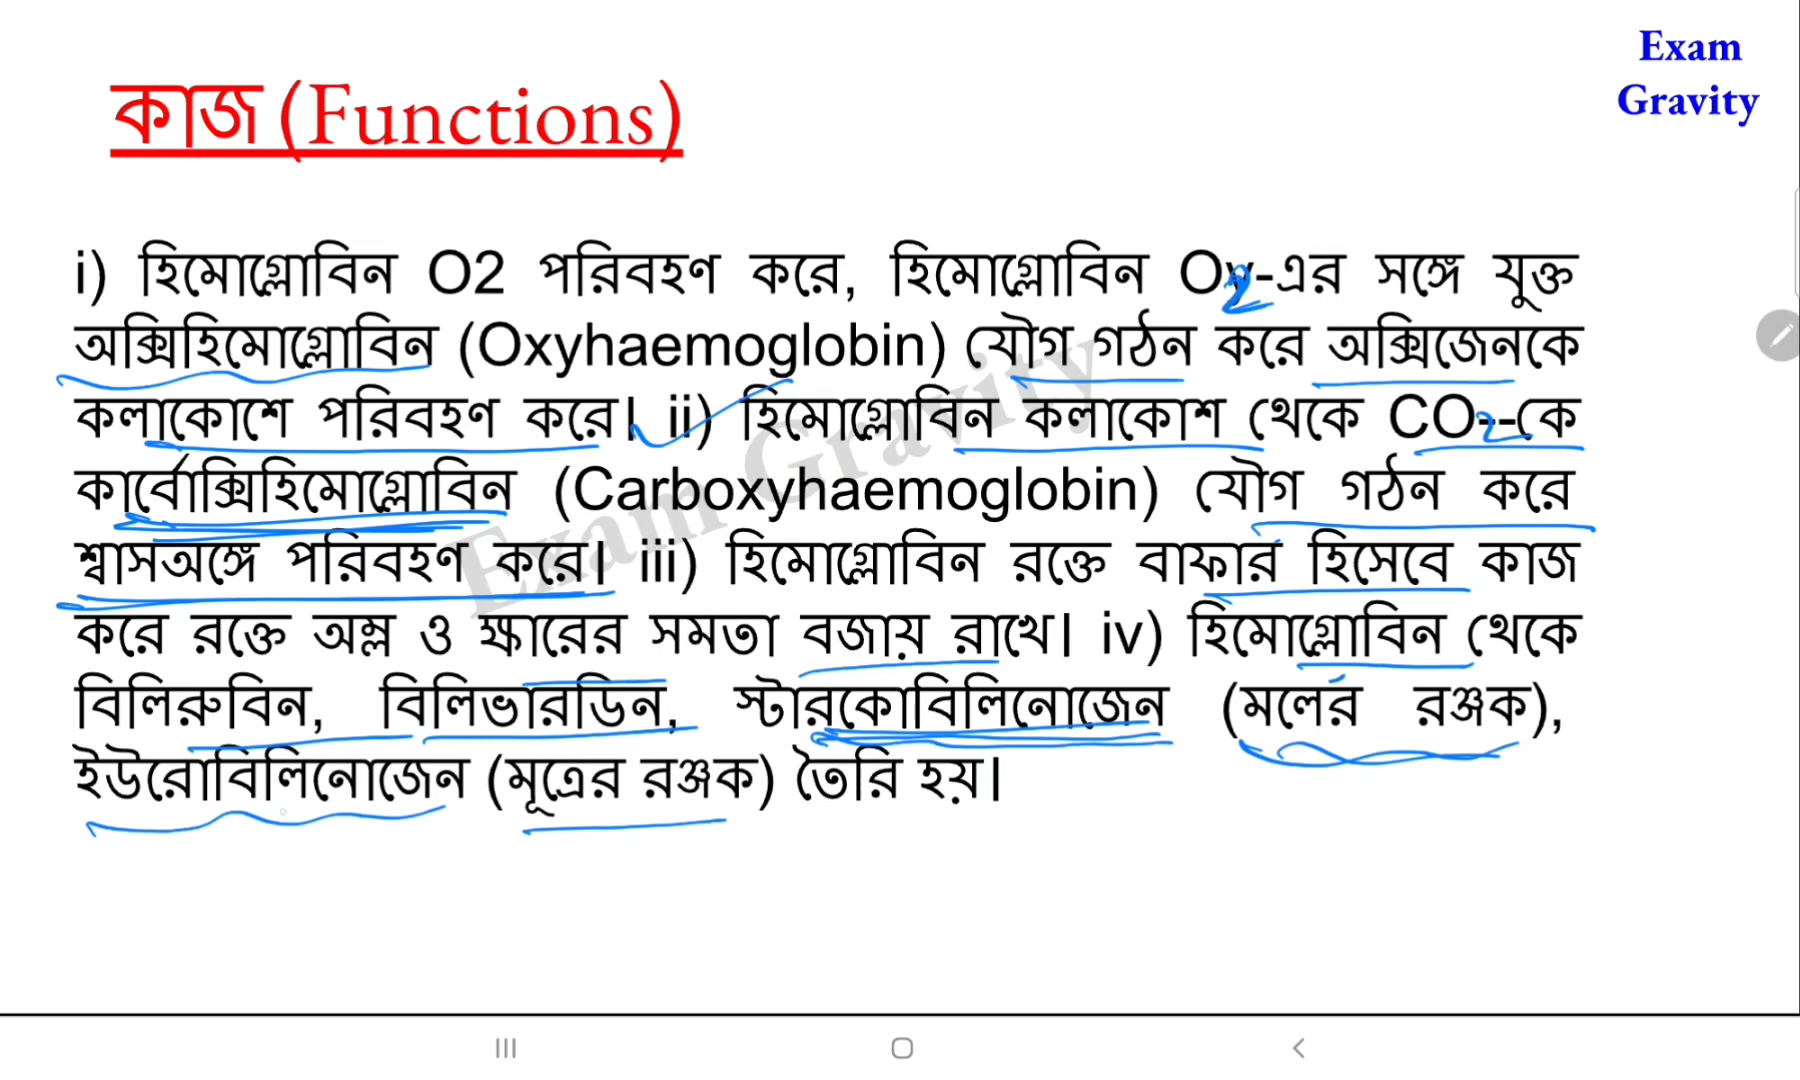 Exam
Gravity
কাজ (Functions)
i) হিমোগ্লোবিন O2 পরিবহণ করে, হিমোগ্লোবিন O2-এর সঙ্গে যুক্ত
অক্সিহিমোগ্লোবিন (Oxyhaemoglobin) যৌগ গঠন করে অক্সিজেনকে
কলাকোশে পরিবহণ করে। ii) হিমোগ্লোবিন কলাকোশ থেকে CO2-কে
কার্বোক্সিহিমোগ্লোবিন (Carboxyhaemoglobin) যৌগ গঠন করে
শ্বাসঅঙ্গে পরিবহণ করে। iii) হিমোগ্লোবিন রক্তে বাফার হিসেবে কাজ
করে রক্তে অম্ল ও ক্ষারের সমতা বজায় রাখে। iv) হিমোগ্লোবিন থেকে
বিলিরুবিন, বিলিভারডিন, স্টারকোবিলিনোজেন (মলের রঞ্জক),
ইউরোবিলিনোজেন (মূত্রের রঞ্জক) তৈরি হয়।
Exam Gravity